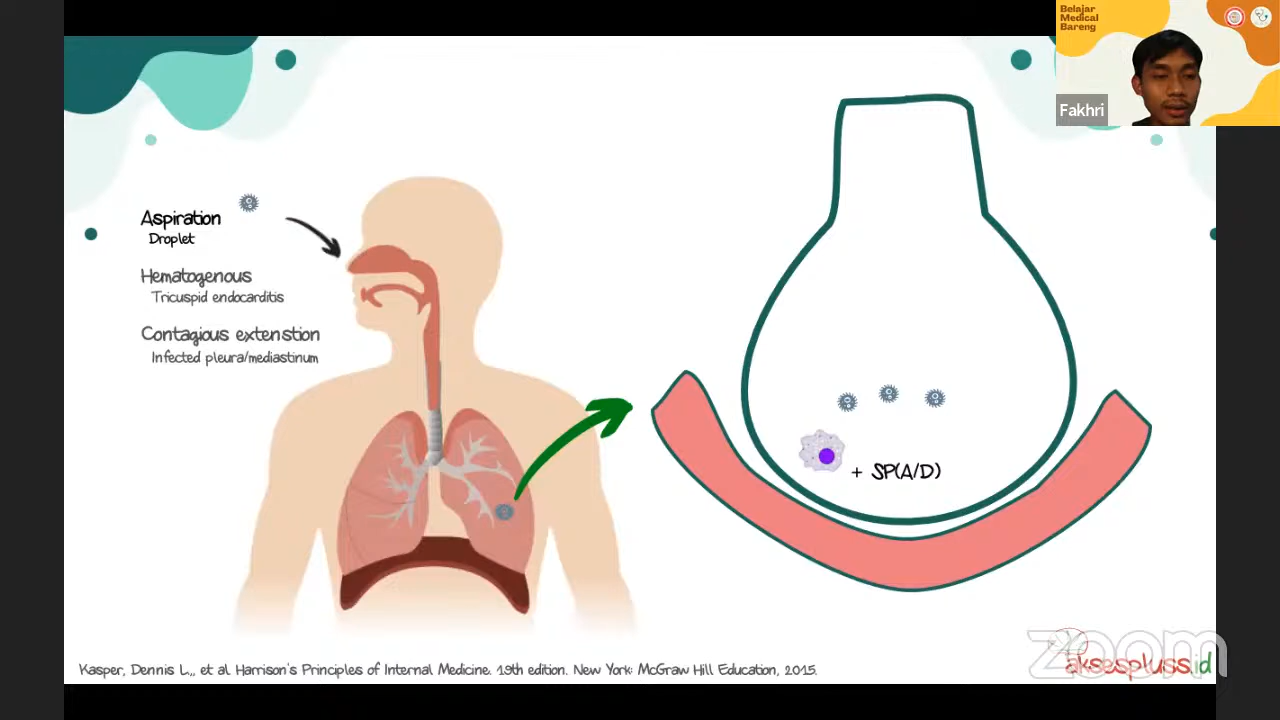 Belajar
Medical
Bareng
Fakhri
Aspiration
Droplet
Hematogenous
Tricuspid endocarditis
Contagious extenstion
Infected pleura/mediastinum
+ SP(A/D)
Kasper, Dennis L.,, et al. Harrison's Principles of Internal Medicine. 19th edition. New York: McGraw Hill Education, 2015.
zoom
aksespluss.id